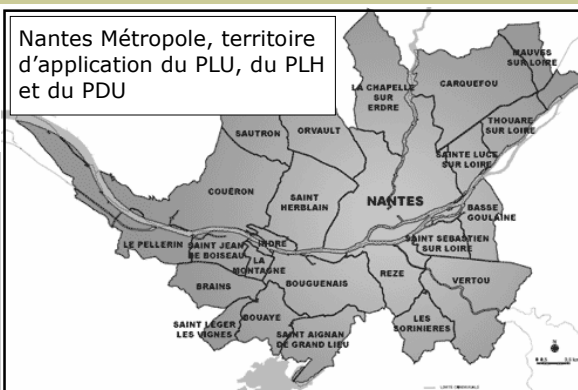 Nantes Métropole, territoire
d'application du PLU, du PLH
et du PDU
MAUVES
SUR LOIRE
LA CHAPELLE
SUR
ERDRE
CARQUEFOU
THOUARE
SUR LOIRE
SAUTRON
ORVAULT
SAINTE LUCE
SUR LOIRE
COUËRON
SAINT
HERBLAIN
NANTES
BASSE
GOULAINE
LE PELLERIN
SAINT JEAN
DE BOISEAU
INDRE
SAINT SEBASTIEN
SUR LOIRE
LA
MONTAGNE
BRAINS
BOUGUENAIS
REZE
VERTOU
SAINT LEGER
LES VIGNES
BOUAYE
SAINT AIGNAN
DE GRAND LIEU
LES
SORINIERES
N